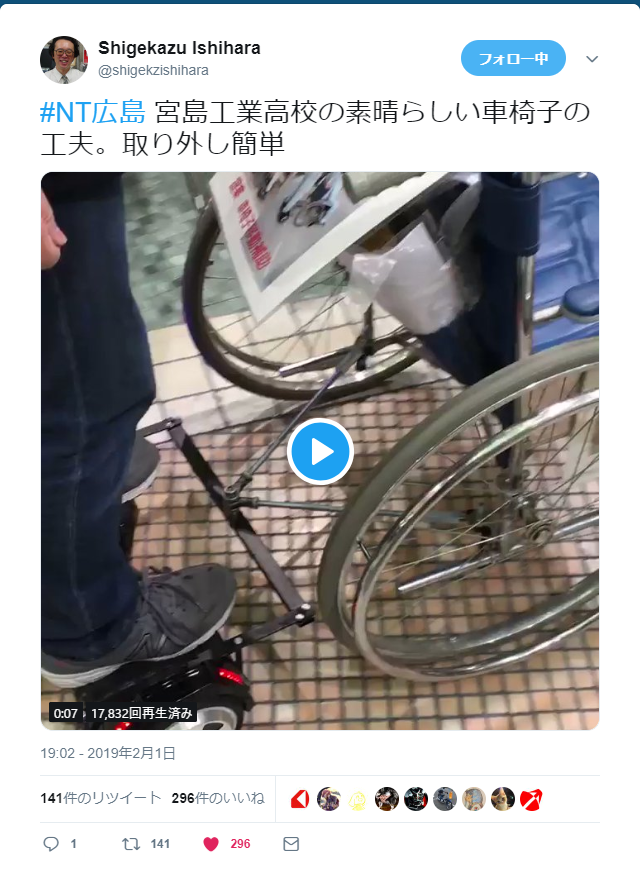 Shigekazu Ishihara
@shigekzishihara
フォロー中
#NT広島 宮島工業高校の素晴らしい車椅子の
工夫。取り外し簡単
0:07 17,832回再生済み
19:02 - 2019年2月1日
141件のリツイート 296件のいいね
1 141 296